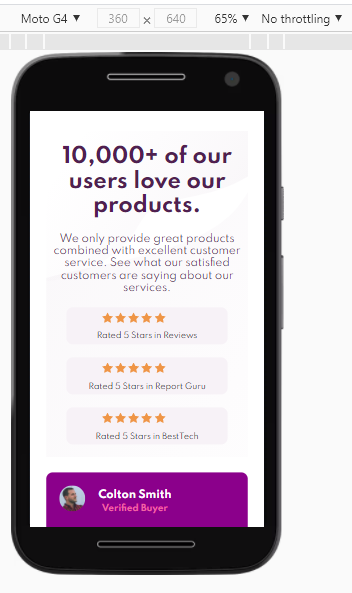 Moto G4 ▼ 360 × 640 65% ▼ No throttling ▼
10,000+ of our
users love our
products.
We only provide great products
combined with excellent customer
service. See what our satisfied
customers are saying about our
services.
Rated 5 Stars in Reviews
Rated 5 Stars in Report Guru
Rated 5 Stars in BestTech
Colton Smith
Verified Buyer